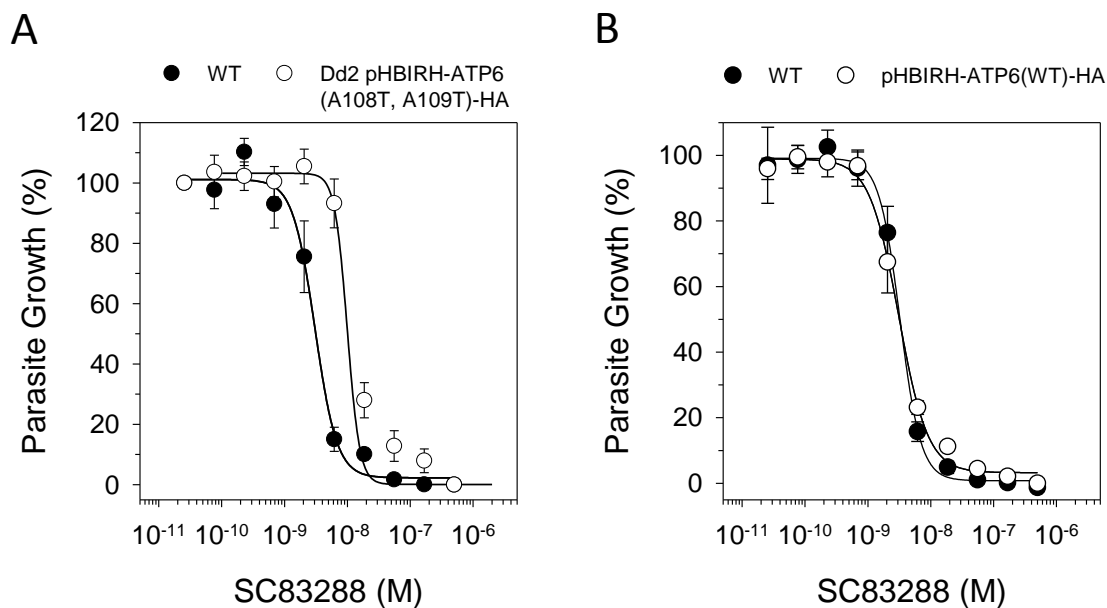 A
WT
Dd2 pHBIRH-ATP6
(A108T, A109T)-HA
120
100
80
60
40
20
0
Parasite Growth (%)
10⁻¹¹ 10⁻¹⁰ 10⁻⁹ 10⁻⁸ 10⁻⁷ 10⁻⁶
SC83288 (M)
B
WT
pHBIRH-ATP6(WT)-HA
100
80
60
40
20
0
Parasite Growth (%)
10⁻¹¹ 10⁻¹⁰ 10⁻⁹ 10⁻⁸ 10⁻⁷ 10⁻⁶
SC83288 (M)